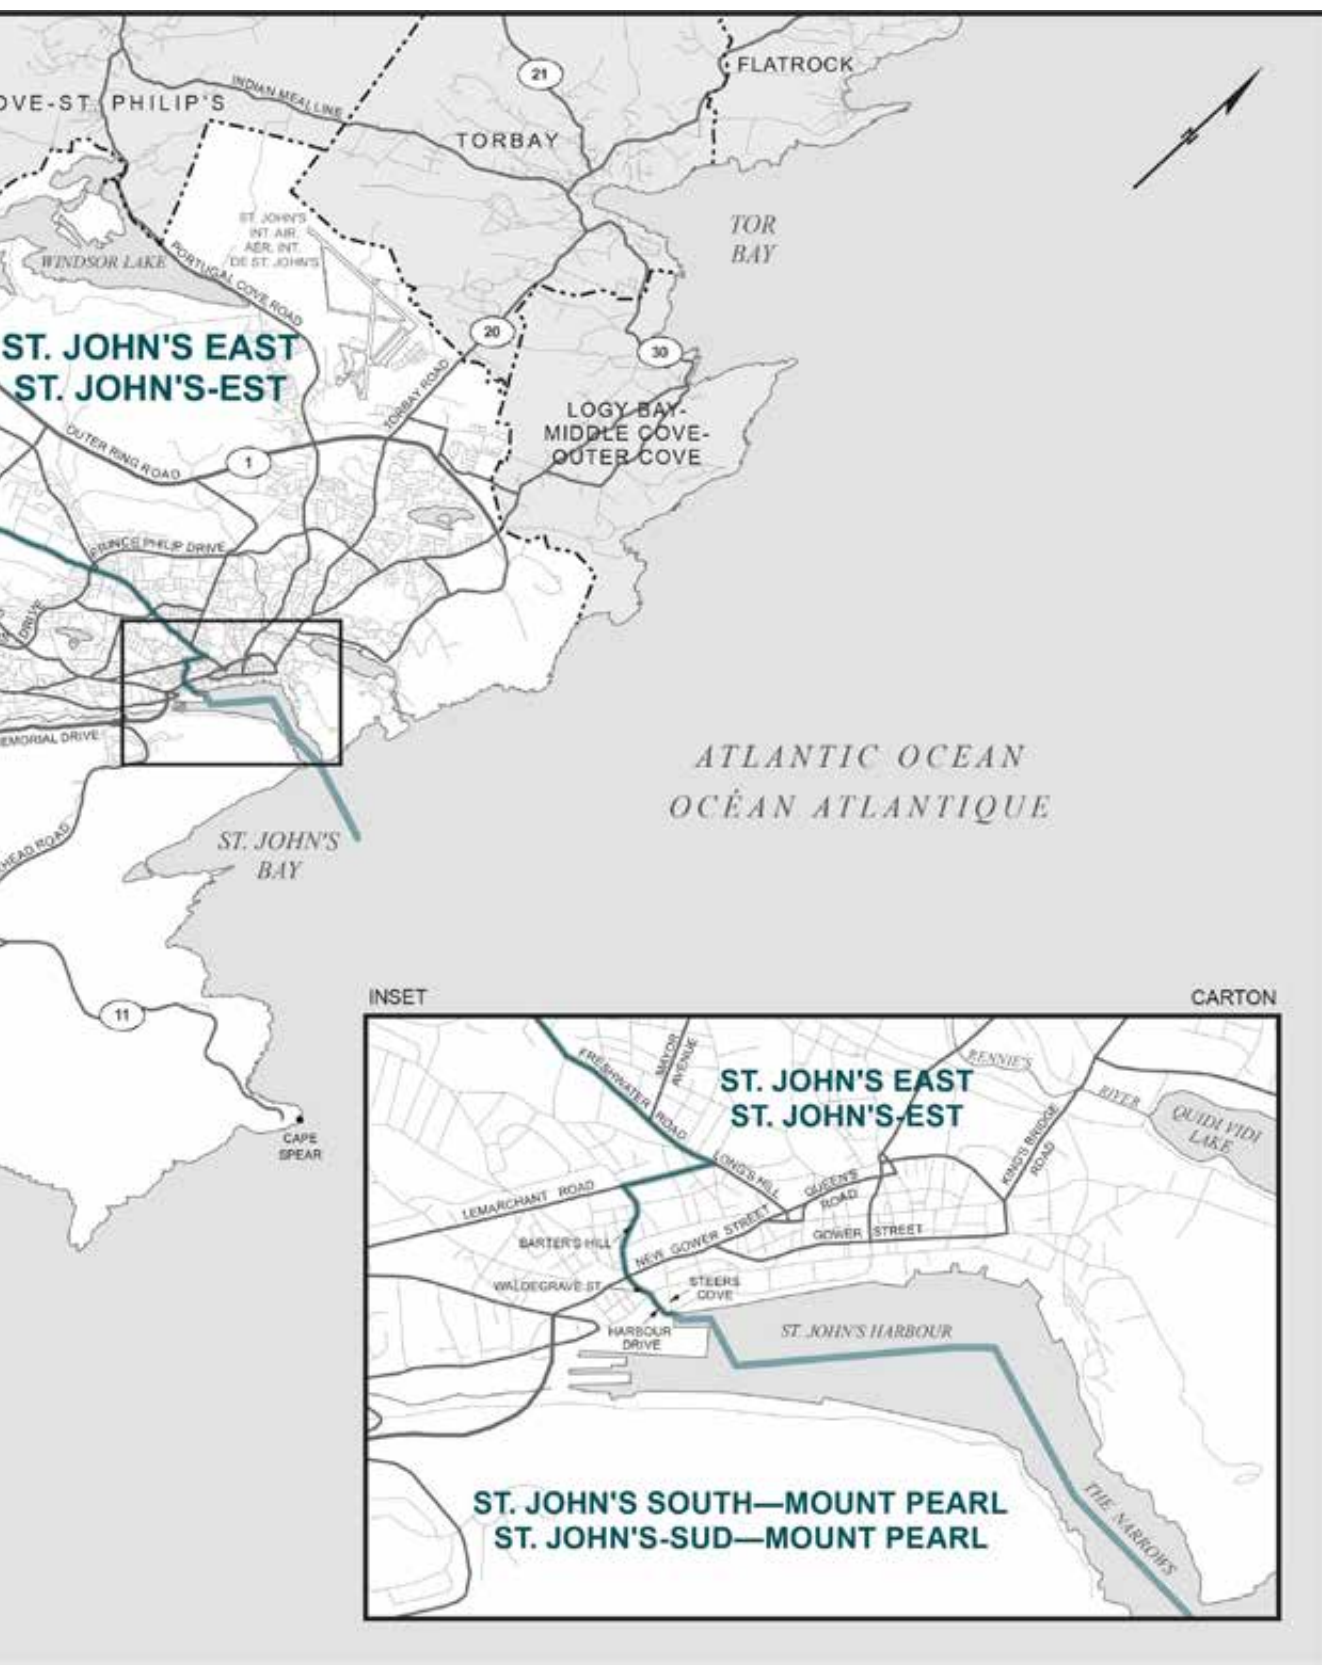 FLATROCK
21
OVE-ST. PHILIP'S
INDIAN MEAL LINE
TORBAY
N
TOR
BAY
ST. JOHN'S
INT. AIR.
AÉR. INT.
DE ST. JOHN'S
WINDSOR LAKE
PORTUGAL COVE ROAD
20
30
ST. JOHN'S EAST
ST. JOHN'S-EST
TORBAY ROAD
LOGY BAY-
MIDDLE COVE-
OUTER COVE
OUTER RING ROAD
1
PRINCE PHILIP DRIVE
DRIVE
EMORIAL DRIVE
ATLANTIC OCEAN
OCÉAN ATLANTIQUE
HEAD ROAD
ST. JOHN'S
BAY
11
CAPE
SPEAR
INSET
CARTON
FRESHWATER ROAD
MAYOR
AVENUE
ST. JOHN'S EAST
ST. JOHN'S-EST
RENNIE'S
RIVER
QUIDI VIDI
LAKE
KING'S BRIDGE
ROAD
LONG'S HILL
QUEEN'S
ROAD
LEMARCHANT ROAD
BARTER'S HILL
NEW GOWER STREET
GOWER STREET
WALDEGRAVE ST.
STEERS
COVE
HARBOUR
DRIVE
ST. JOHN'S HARBOUR
THE NARROWS
ST. JOHN'S SOUTH—MOUNT PEARL
ST. JOHN'S-SUD—MOUNT PEARL